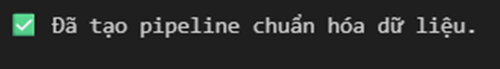 ✅ Đã tạo pipeline chuẩn hóa dữ liệu.